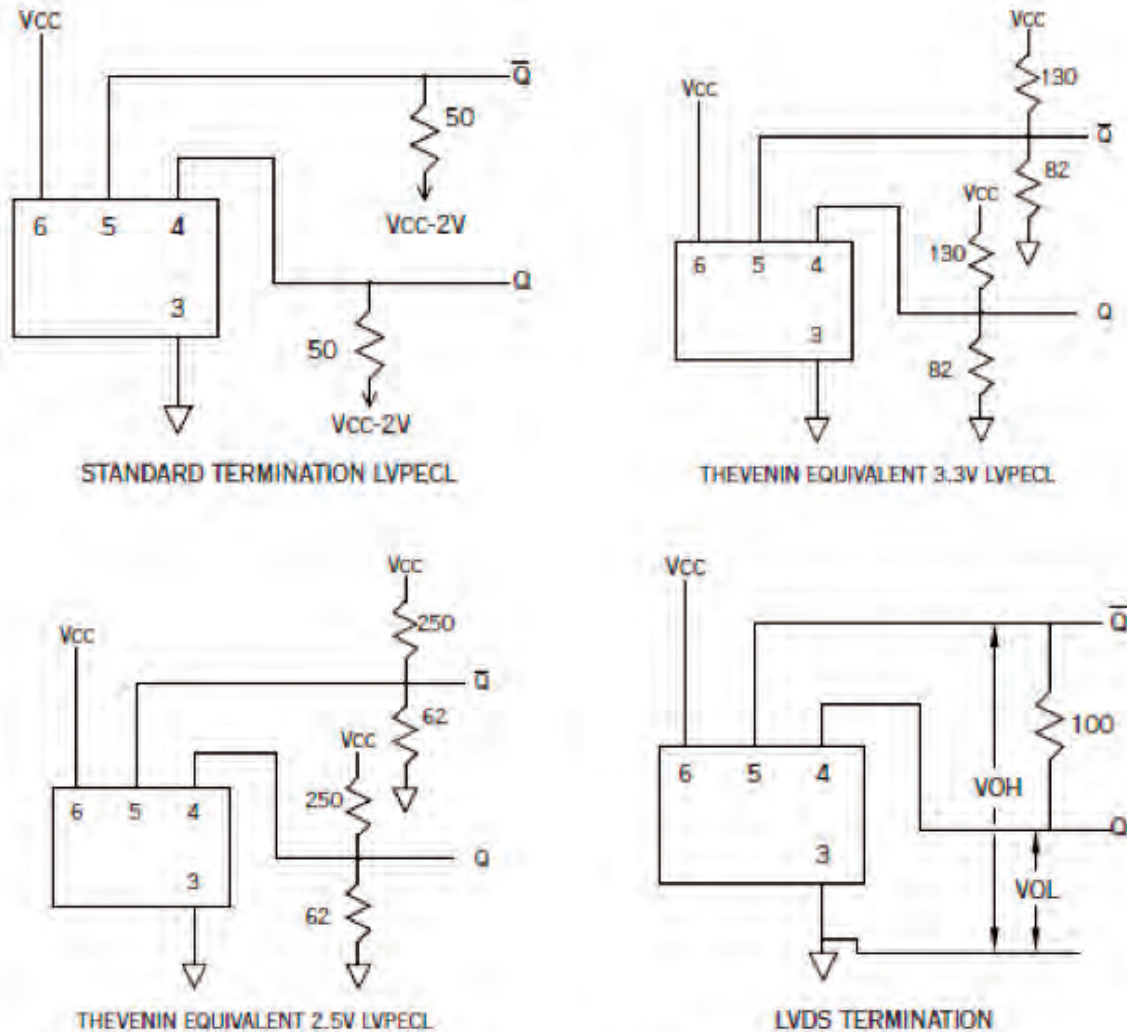 Vcc
Q̅
50
Vcc-2V
6 5 4
3
Q
50
Vcc-2V
STANDARD TERMINATION LVPECL
Vcc
130
Vcc
Q̅
82
Vcc
6 5 4
130
3
Q
82
THEVENIN EQUIVALENT 3.3V LVPECL
Vcc
250
Vcc
Q̅
62
Vcc
6 5 4
250
3
Q
62
THEVENIN EQUIVALENT 2.5V LVPECL
Vcc
Q̅
100
6 5 4
VOH
3
Q
VOL
LVDS TERMINATION